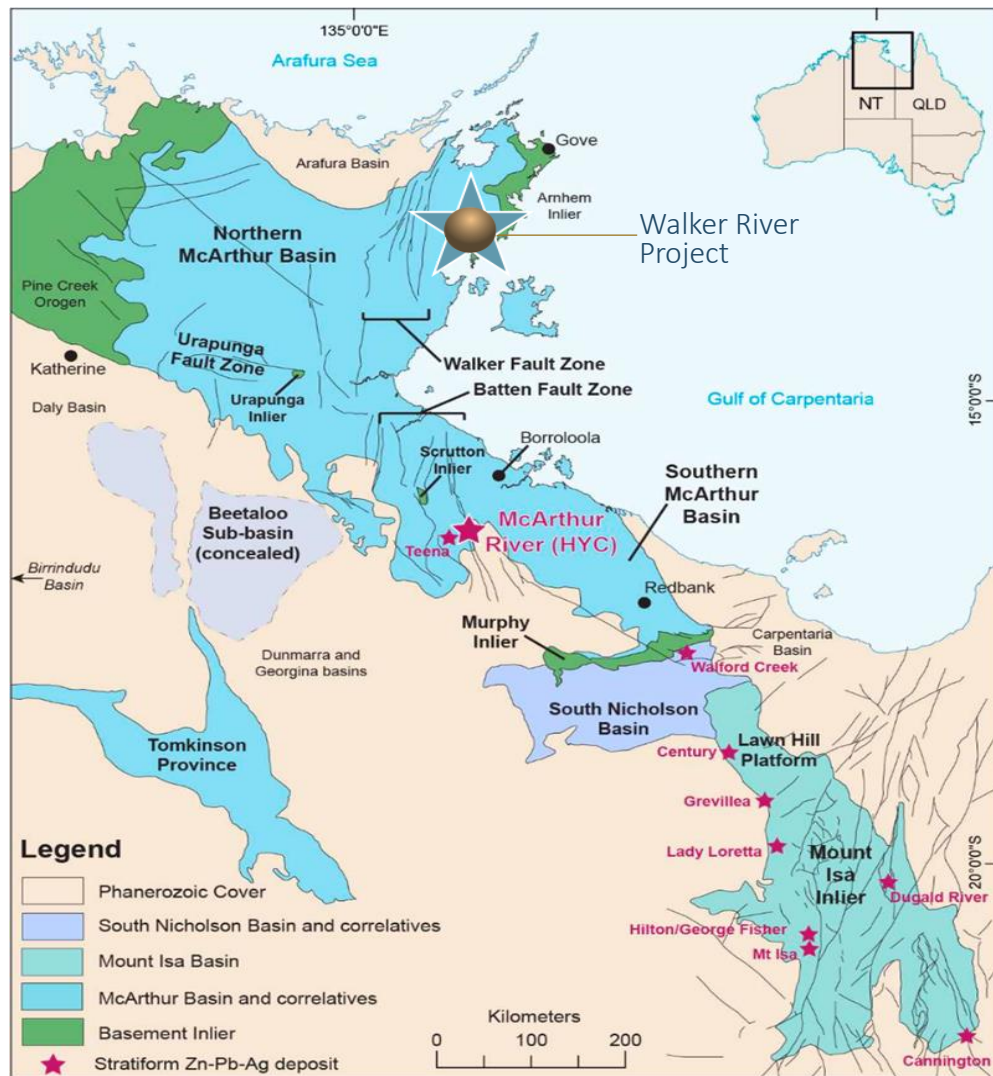 135°0'0"E
Arafura Sea
NT
QLD
Gove
Arafura Basin
Arnhem
Inlier
Walker River
Project
Northern
McArthur Basin
Pine Creek
Orogen
Urapunga
Fault Zone
Walker Fault Zone
Katherine
Batten Fault Zone
Urapunga
Inlier
Daly Basin
Gulf of Carpentaria
15°0'0"S
Scrutton
Inlier
Borroloola
Southern
McArthur
Basin
Beetaloo
Sub-basin
(concealed)
McArthur
River (HYC)
Teena
Birrindudu
Basin
Redbank
Murphy
Inlier
Carpentaria
Basin
Dunmarra and
Georgina basins
Walford Creek
South Nicholson
Basin
Tomkinson
Province
Century
Lawn Hill
Platform
Grevillea
Lady Loretta
Mount
Isa
Inlier
20°0'0"S
Dugald River
Hilton/George Fisher
Mt Isa
Cannington
Legend
Phanerozoic Cover
South Nicholson Basin and correlatives
Mount Isa Basin
McArthur Basin and correlatives
Basement Inlier
Stratiform Zn-Pb-Ag deposit
Kilometers
0 100 200